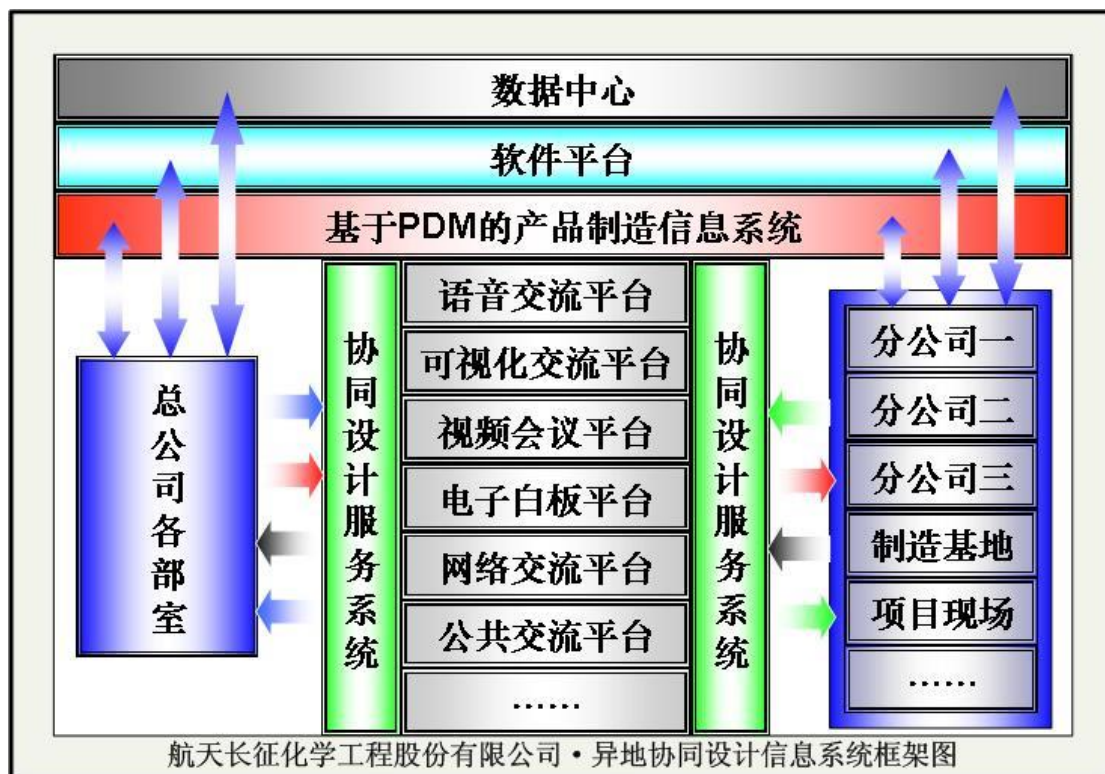 数据中心
软件平台
基于PDM的产品制造信息系统
总公司各部室
协同设计服务系统
语音交流平台
可视化交流平台
视频会议平台
电子白板平台
网络交流平台
公共交流平台
……
协同设计服务系统
分公司一
分公司二
分公司三
制造基地
项目现场
……
航天长征化学工程股份有限公司·异地协同设计信息系统框架图